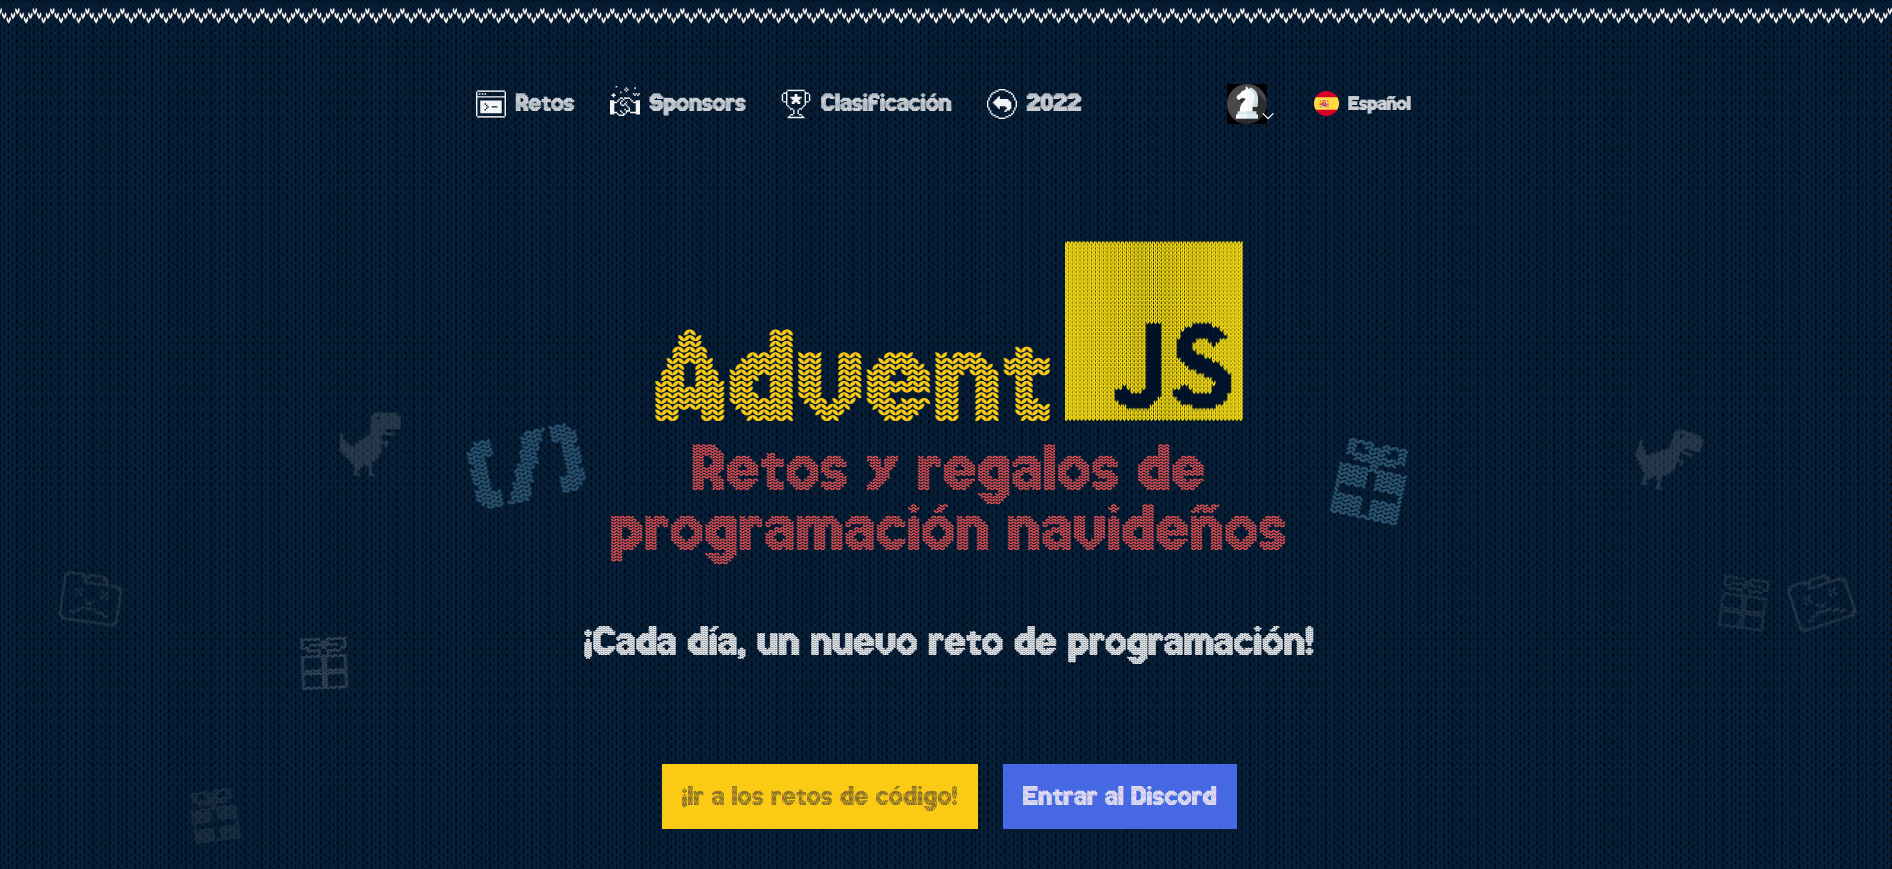 Retos
Sponsors
Clasificación
2022
Español
Advent JS
Retos y regalos de
programación navideños
¡Cada día, un nuevo reto de programación!
¡Ir a los retos de código!
Entrar al Discord